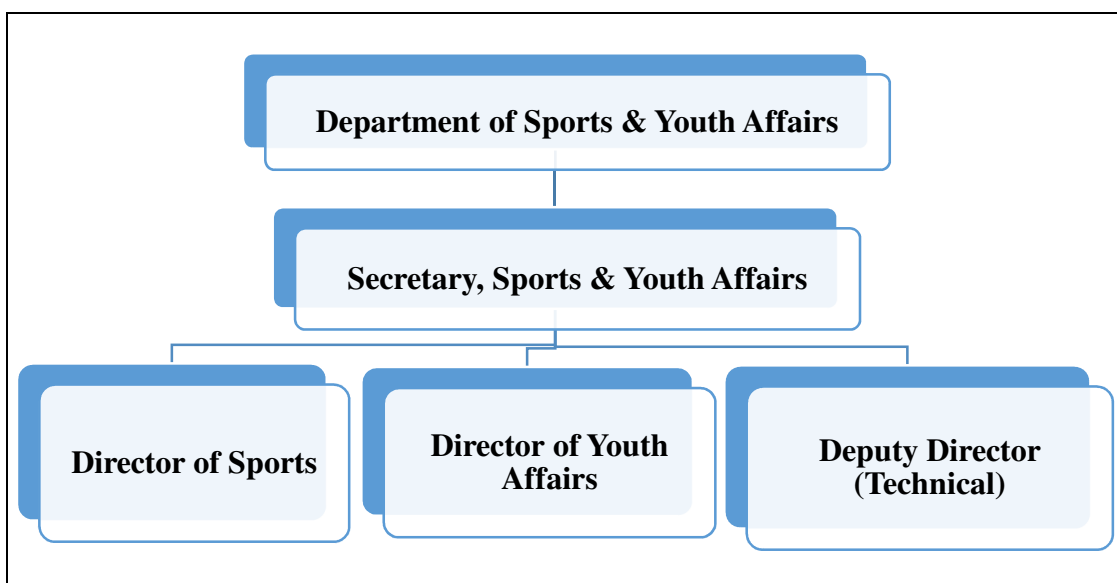 Department of Sports & Youth Affairs
Secretary, Sports & Youth Affairs
Director of Sports
Director of Youth
Affairs
Deputy Director
(Technical)